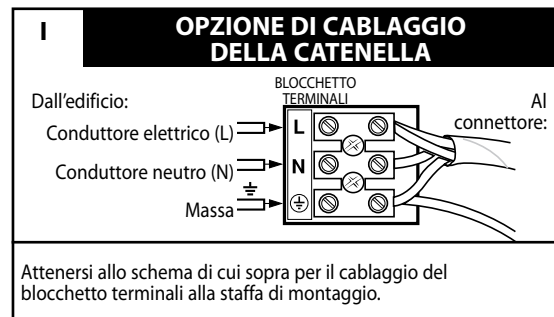 I
OPZIONE DI CABLAGGIO
DELLA CATENELLA
BLOCCHETTO
TERMINALI
Dall'edificio:
Al
connettore:
Conduttore elettrico (L)
L
Conduttore neutro (N)
N
Massa
Attenersi allo schema di cui sopra per il cablaggio del
blocchetto terminali alla staffa di montaggio.